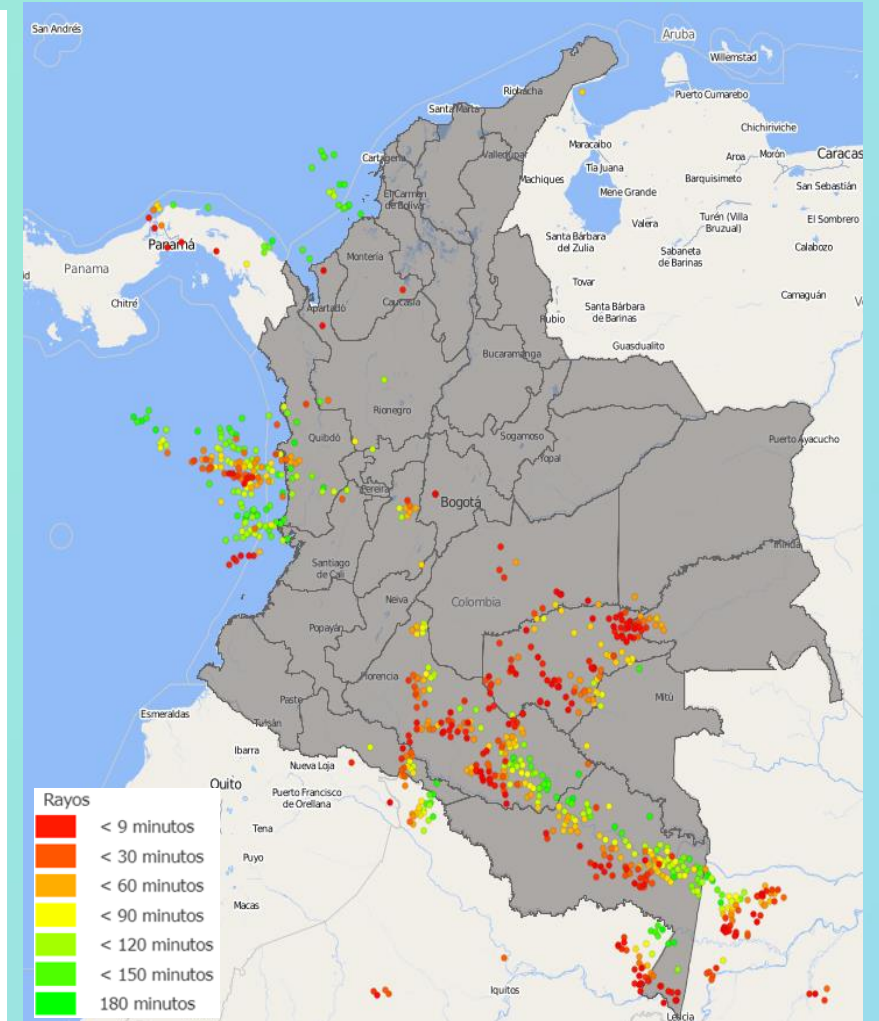 San Andrés
Aruba
Willemstad
Riohacha
Puerto Cumarebo
Santa Marta
Chichiriviche
Maracaibo
Cartagena
Valledupar
Tía Juana
Aroa
Morón
Caracas
Machiques
Mene Grande
Barquisimeto
San Sebastián
El Carmen
de Bolívar
Valera
Turén (Villa
Bruzual)
El Sombrero
Panamá
Santa Bárbara
del Zulia
Sabaneta
de Barinas
Calabozo
Panama
Montería
Tovar
Chitré
Apartadó
Caucasia
Santa Bárbara
de Barinas
Camaguán
Rubio
Guasdualito
Bucaramanga
Rionegro
Quibdó
Sogamoso
Puerto Ayacucho
Yopal
Pereira
Bogotá
Inírida
Santiago
de Cali
Neiva
Colombia
Popayán
Florencia
Mitú
Pasto
Esmeraldas
Tulsán
Ibarra
Nueva Loja
Quito
Puerto Francisco
de Orellana
Tena
Puyo
Macas
Iquitos
Leticia
Rayos
< 9 minutos
< 30 minutos
< 60 minutos
< 90 minutos
< 120 minutos
< 150 minutos
180 minutos